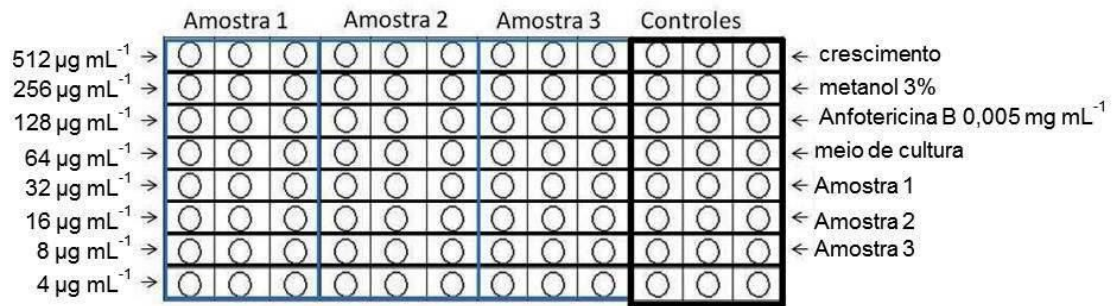 Amostra 1 Amostra 2 Amostra 3 Controles
512 µg mL⁻¹ → ← crescimento
256 µg mL⁻¹ → ← metanol 3%
128 µg mL⁻¹ → ← Anfotericina B 0,005 mg mL⁻¹
64 µg mL⁻¹ → ← meio de cultura
32 µg mL⁻¹ → ← Amostra 1
16 µg mL⁻¹ → ← Amostra 2
8 µg mL⁻¹ → ← Amostra 3
4 µg mL⁻¹ →